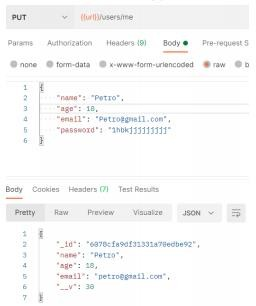 PUT {{url}}/users/me
Params Authorization Headers (9) Body Pre-request S
none form-data x-www-form-urlencoded raw b
1 {
2 "name": "Petro",
3 "age": 18,
4 "email": "Petro@gmail.com",
5 "password": "1hbkjjjjjjjjj"
6 }
Body Cookies Headers (7) Test Results
Pretty Raw Preview Visualize JSON
1 {
2 "_id": "6070cfa9df31331a70edbe92",
3 "name": "Petro",
4 "age": 18,
5 "email": "petro@gmail.com",
6 "__v": 30
7 }